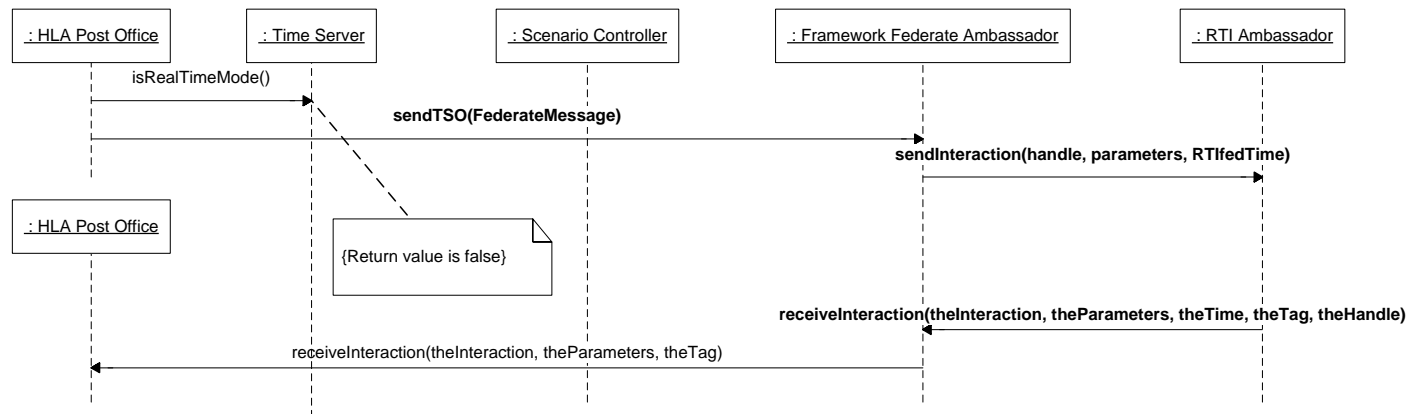 : HLA Post Office
: Time Server
: Scenario Controller
: Framework Federate Ambassador
: RTI Ambassador
isRealTimeMode()
sendTSO(FederateMessage)
sendInteraction(handle, parameters, RTIfedTime)
: HLA Post Office
{Return value is false}
receiveInteraction(theInteraction, theParameters, theTime, theTag, theHandle)
receiveInteraction(theInteraction, theParameters, theTag)